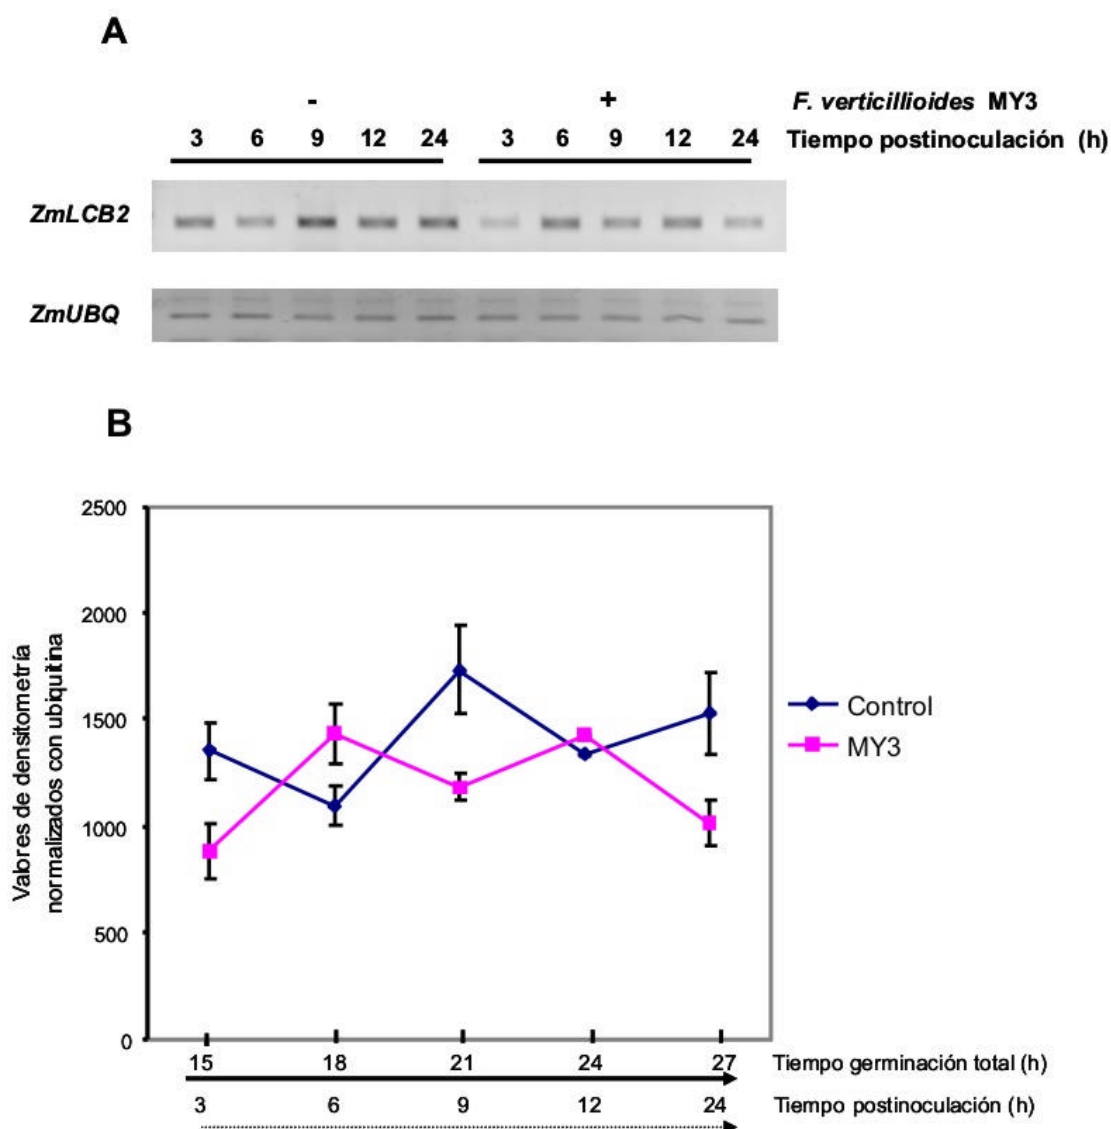 A
- + F. verticillioides MY3
3 6 9 12 24 3 6 9 12 24 Tiempo postinoculación (h)
ZmLCB2
ZmUBQ
B
2500
2000
1500
1000
500
0
Valores de densitometría
normalizados con ubiquitina
Control
MY3
15 18 21 24 27 Tiempo germinación total (h)
3 6 9 12 24 Tiempo postinoculación (h)